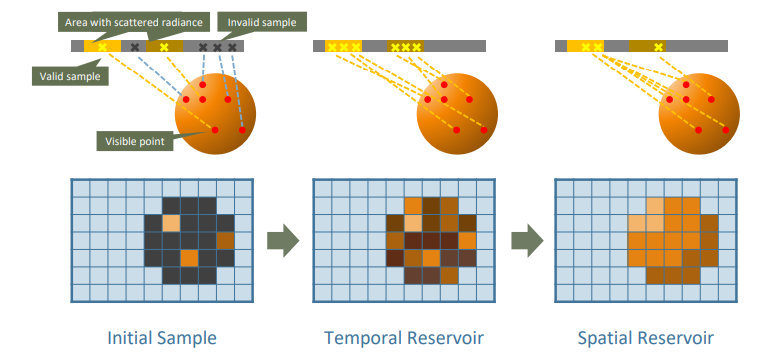 Area with scattered radiance
Invalid sample
Valid sample
Visible point
Initial Sample
Temporal Reservoir
Spatial Reservoir